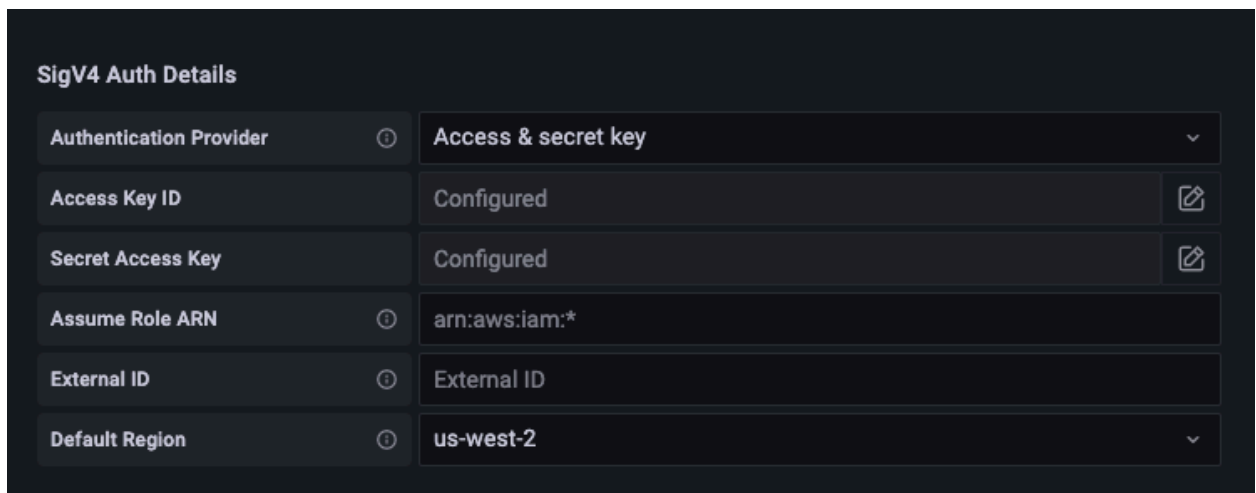 SigV4 Auth Details
Authentication Provider Access & secret key
Access Key ID Configured
Secret Access Key Configured
Assume Role ARN arn:aws:iam:*
External ID External ID
Default Region us-west-2